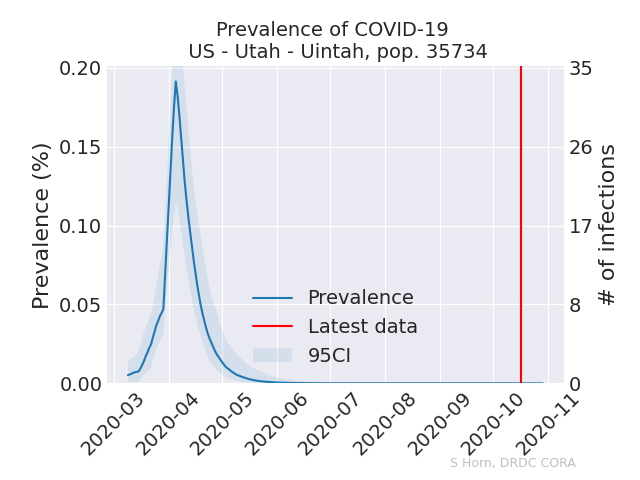 Prevalence of COVID-19
US - Utah - Uintah, pop. 35734
0.20
0.15
0.10
0.05
0.00
Prevalence (%)
35
26
17
8
0
# of infections
Prevalence
Latest data
95CI
2020-03
2020-04
2020-05
2020-06
2020-07
2020-08
2020-09
2020-10
2020-11
S Horn, DRDC CORA